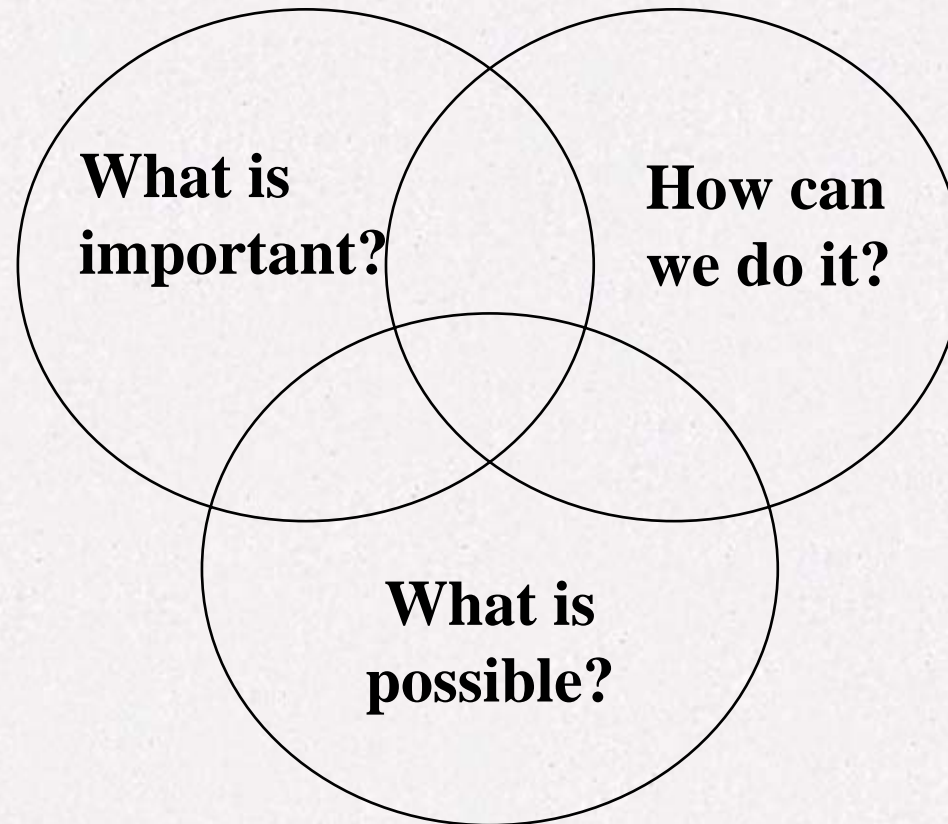 What is
important?
How can
we do it?
What is
possible?